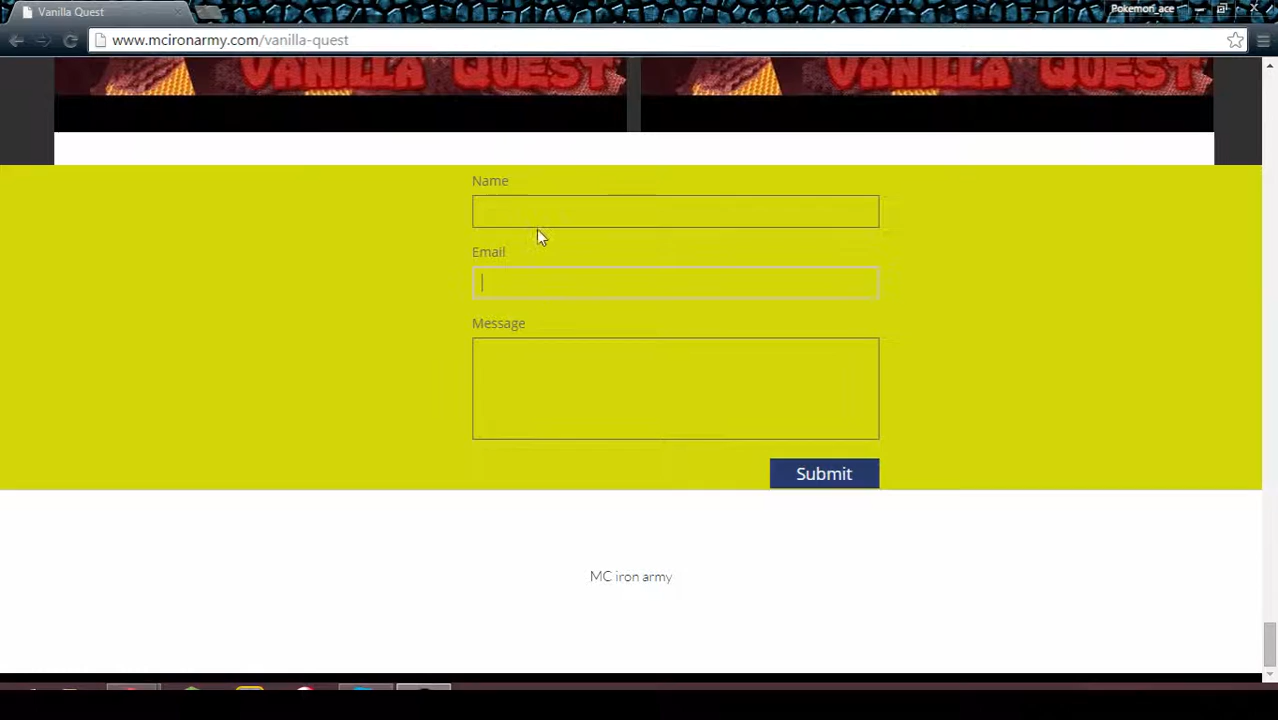 Vanilla Quest
Pokemon_ace
www.mcironarmy.com/vanilla-quest
VANILLA QUEST
VANILLA QUEST
Name
Email
Message
Submit
MC iron army